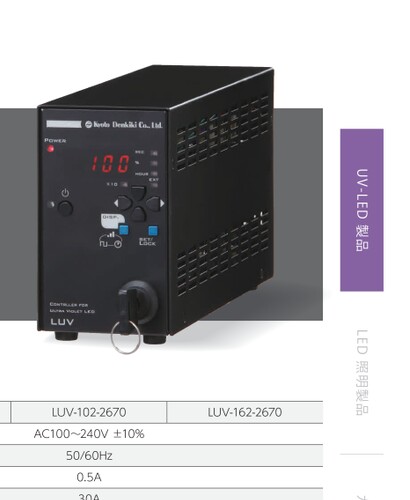 Kyoto Denkiki Co., Ltd.
POWER
SEC
%
100
HOUR
EXT
×10
DISP.
SET/
LOCK
CONTROLLER FOR
ULTRA VIOLET LED
LUV
UV-LED 製品
LED 照明製品
LUV-102-2670
LUV-162-2670
AC100～240V ±10%
50/60Hz
0.5A
30A